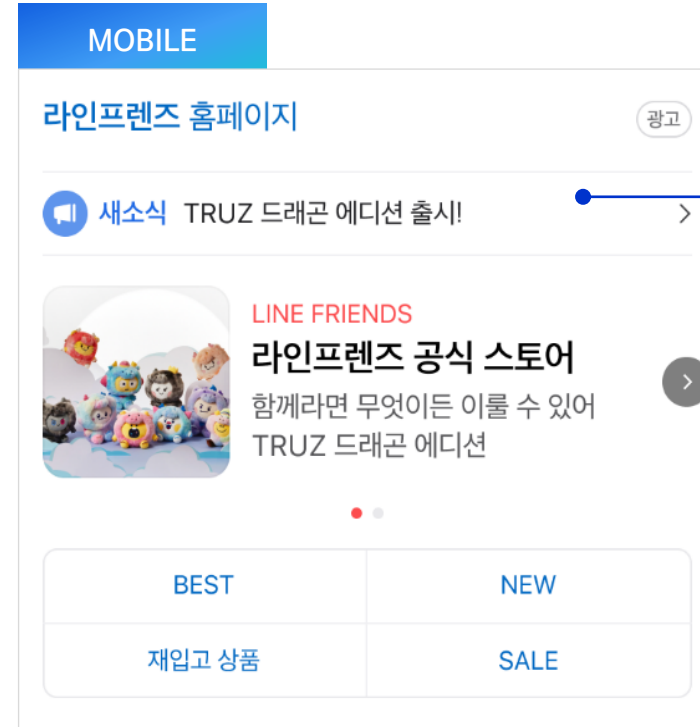 MOBILE
라인프렌즈 홈페이지
광고
새소식 TRUZ 드래곤 에디션 출시!
LINE FRIENDS
라인프렌즈 공식 스토어
함께라면 무엇이든 이룰 수 있어
TRUZ 드래곤 에디션
BEST
NEW
재입고 상품
SALE